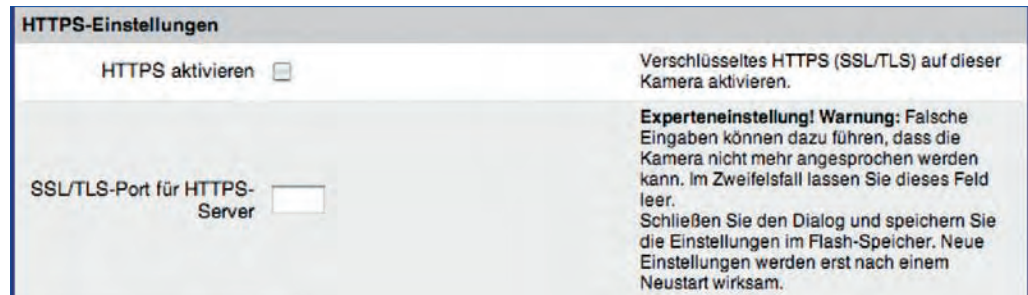 HTTPS-Einstellungen
HTTPS aktivieren
Verschlüsseltes HTTPS (SSL/TLS) auf dieser
Kamera aktivieren.
SSL/TLS-Port für HTTPS-
Server
Experteneinstellung! Warnung: Falsche
Eingaben können dazu führen, dass die
Kamera nicht mehr angesprochen werden
kann. Im Zweifelsfall lassen Sie dieses Feld
leer.
Schließen Sie den Dialog und speichern Sie
die Einstellungen im Flash-Speicher. Neue
Einstellungen werden erst nach einem
Neustart wirksam.